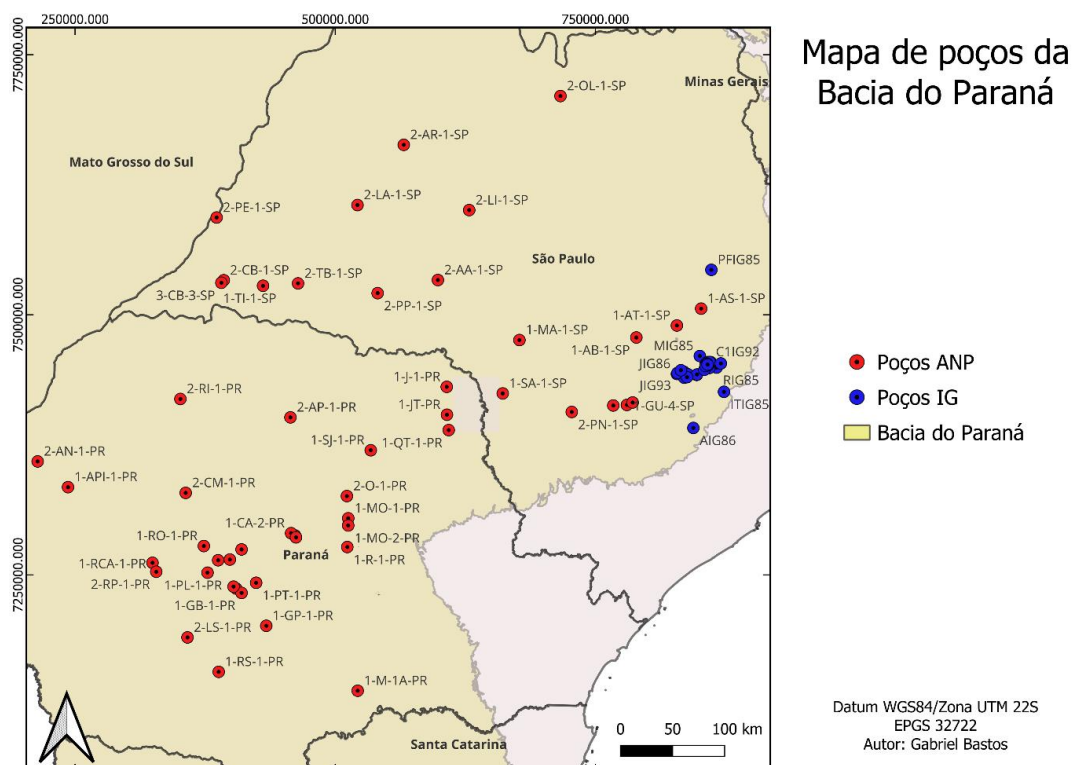 250000.000
500000.000
750000.000
7750000.000
7500000.000
7250000.000
Mapa de poços da
Bacia do Paraná
2-OL-1-SP
Minas Gerais
2-AR-1-SP
Mato Grosso do Sul
2-LA-1-SP
2-LI-1-SP
2-PE-1-SP
São Paulo
PFIG85
2-CB-1-SP
2-TB-1-SP
2-AA-1-SP
3-CB-3-SP
1-TI-1-SP
2-PP-1-SP
1-AS-1-SP
1-AT-1-SP
1-MA-1-SP
1-AB-1-SP
MIG85
C1IG92
JIG86
RIG85
JIG93
ITIG85
1-J-1-PR
1-SA-1-SP
2-RI-1-PR
1-JT-PR
1-GU-4-SP
2-AP-1-PR
2-PN-1-SP
AIG86
1-SJ-1-PR
1-QT-1-PR
2-AN-1-PR
1-API-1-PR
2-CM-1-PR
2-O-1-PR
1-MO-1-PR
1-CA-2-PR
1-RO-1-PR
1-MO-2-PR
Paraná
1-R-1-PR
1-RCA-1-PR
2-RP-1-PR
1-PL-1-PR
1-PT-1-PR
1-GB-1-PR
1-GP-1-PR
2-LS-1-PR
1-RS-1-PR
1-M-1A-PR
Santa Catarina
0 50 100 km
Poços ANP
Poços IG
Bacia do Paraná
Datum WGS84/Zona UTM 22S
EPGS 32722
Autor: Gabriel Bastos